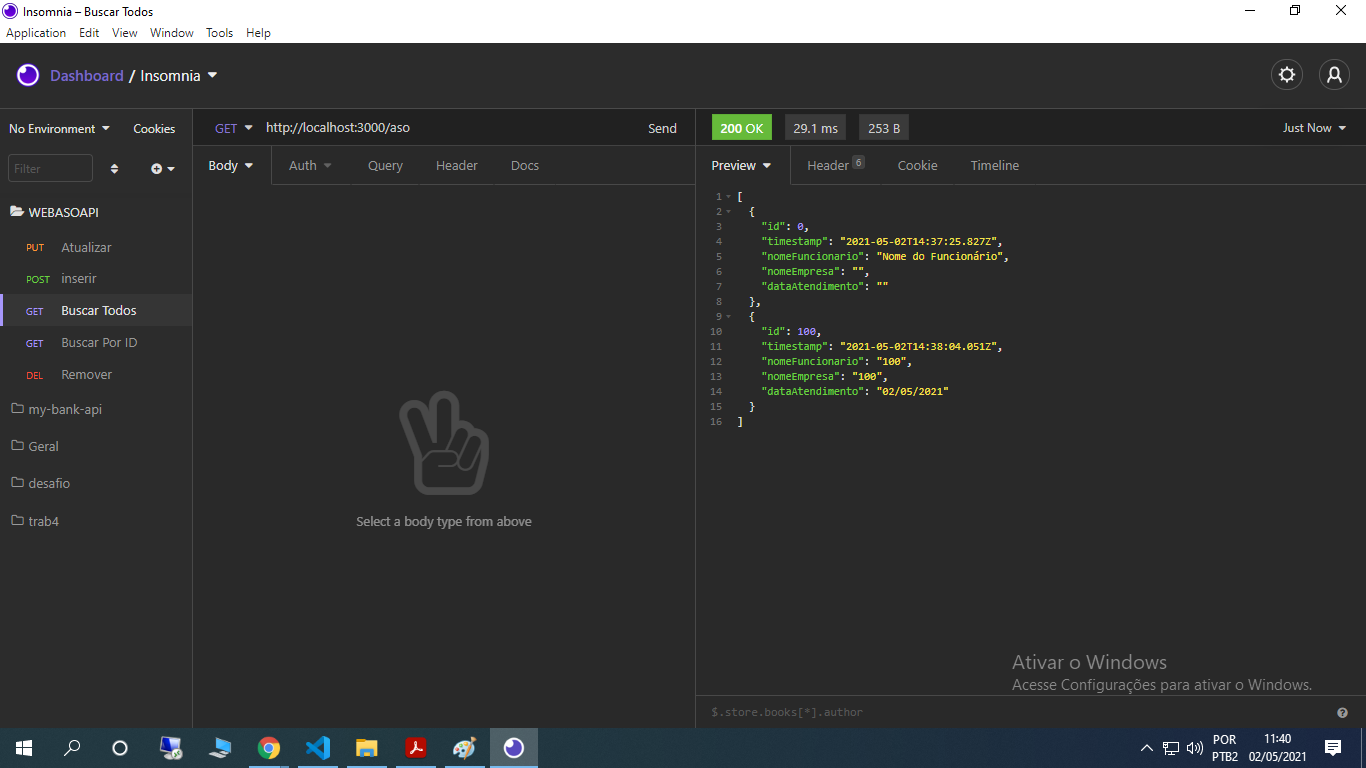 Insomnia – Buscar Todos
Application Edit View Window Tools Help
Dashboard / Insomnia
No Environment Cookies
GET http://localhost:3000/aso Send
200 OK 29.1 ms 253 B Just Now
Filter
Body Auth Query Header Docs
Preview Header 6 Cookie Timeline
WEBASOAPI
PUT Atualizar
POST inserir
GET Buscar Todos
GET Buscar Por ID
DEL Remover
my-bank-api
Geral
desafio
trab4
Select a body type from above
1 [
2 {
3 "id": 0,
4 "timestamp": "2021-05-02T14:37:25.827Z",
5 "nomeFuncionario": "Nome do Funcionário",
6 "nomeEmpresa": "",
7 "dataAtendimento": ""
8 },
9 {
10 "id": 100,
11 "timestamp": "2021-05-02T14:38:04.051Z",
12 "nomeFuncionario": "100",
13 "nomeEmpresa": "100",
14 "dataAtendimento": "02/05/2021"
15 }
16 ]
Ativar o Windows
Acesse Configurações para ativar o Windows.
$.store.books[*].author
POR 11:40
PTB2 02/05/2021